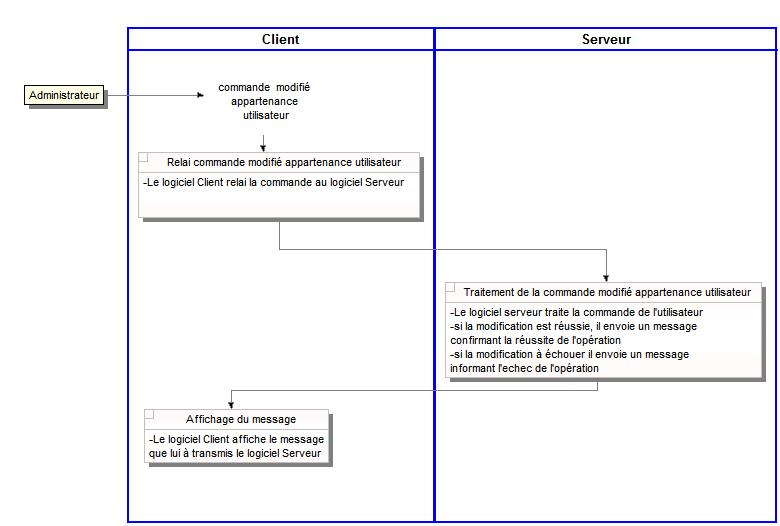 Client
Serveur
Administrateur
commande modifié
appartenance
utilisateur
Relai commande modifié appartenance utilisateur
-Le logiciel Client relai la commande au logiciel Serveur
Traitement de la commande modifié appartenance utilisateur
-Le logiciel serveur traite la commande de l'utilisateur
-si la modification est réussie, il envoie un message
confirmant la réussite de l'opération
-si la modification à échouer il envoie un message
informant l'echec de l'opération
Affichage du message
-Le logiciel Client affiche le message
que lui à transmis le logiciel Serveur